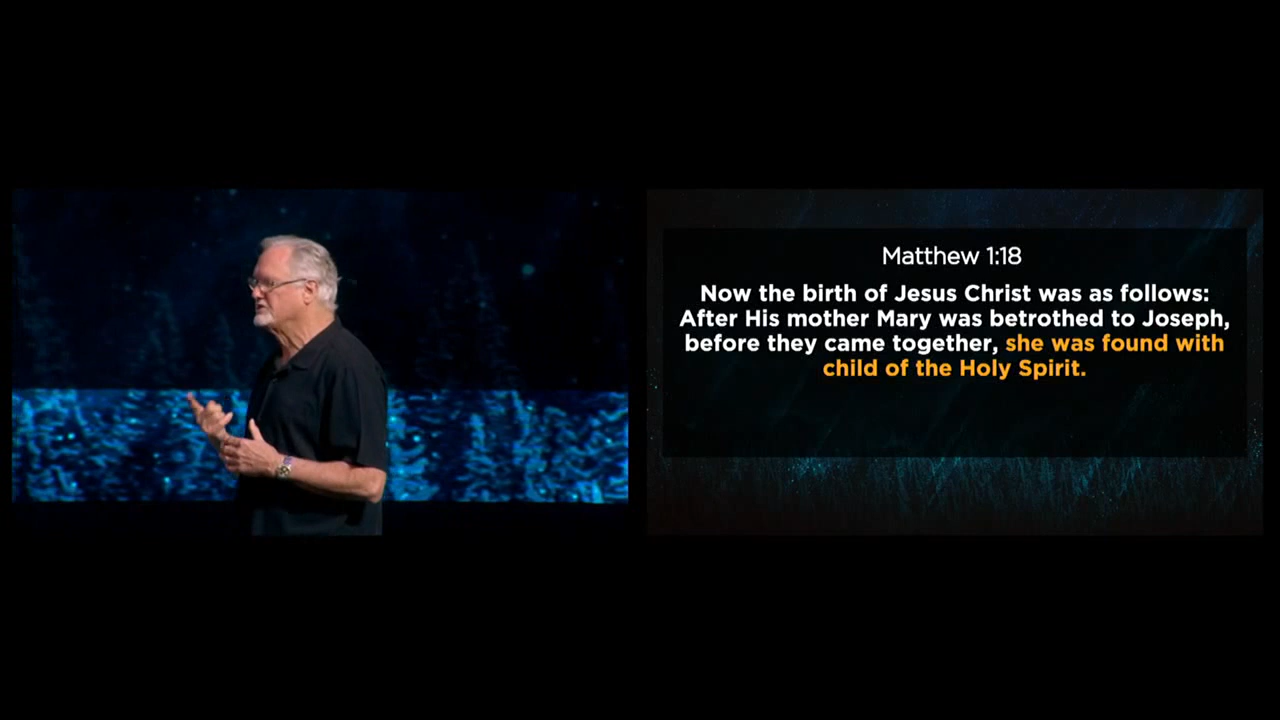 Matthew 1:18
Now the birth of Jesus Christ was as follows:
After His mother Mary was betrothed to Joseph,
before they came together, she was found with
child of the Holy Spirit.